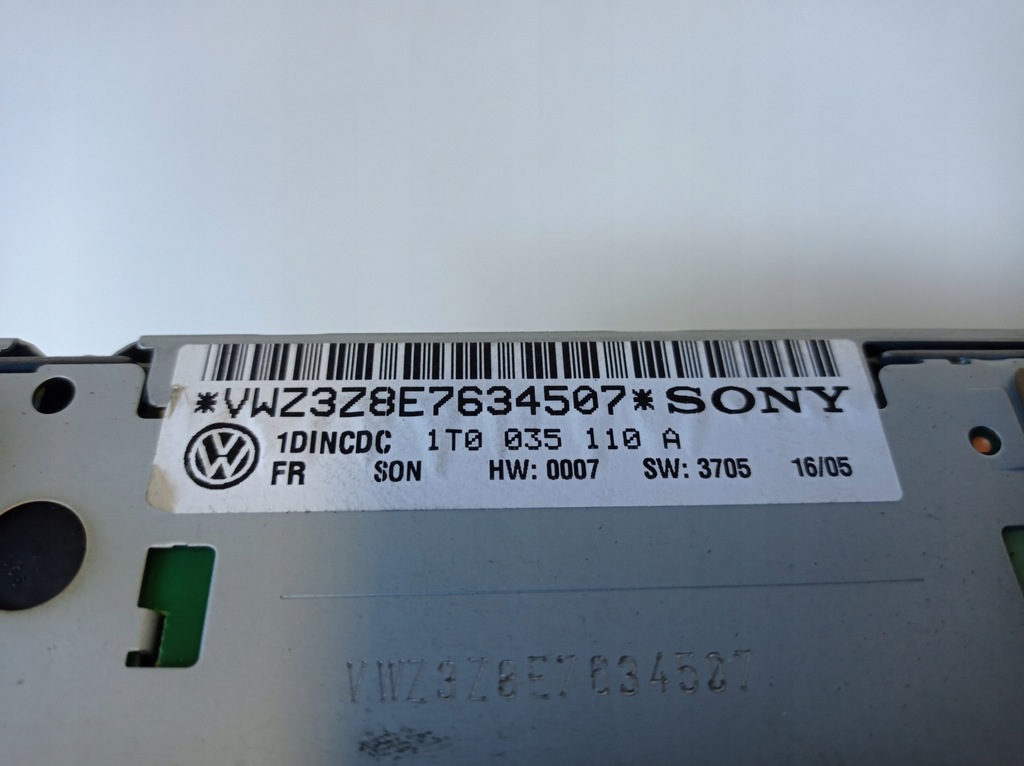 *VWZ3Z8E7634507* SONY
1DINCDC 1T0 035 110 A
FR SON HW: 0007 SW: 3705 16/05
VWZ3Z8E7634507